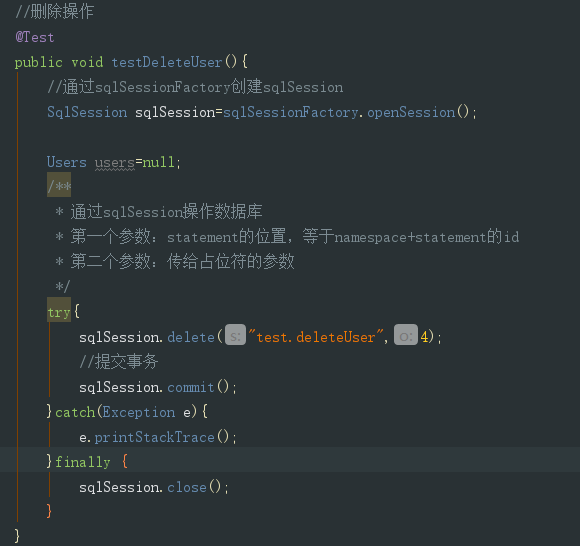 //删除操作
@Test
public void testDeleteUser(){
//通过sqlSessionFactory创建sqlSession
SqlSession sqlSession=sqlSessionFactory.openSession();
Users users=null;
/**
* 通过sqlSession操作数据库
* 第一个参数：statement的位置，等于namespace+statement的id
* 第二个参数：传给占位符的参数
*/
try{
sqlSession.delete( s: "test.deleteUser", o: 4);
//提交事务
sqlSession.commit();
}catch(Exception e){
e.printStackTrace();
}finally {
sqlSession.close();
}
}